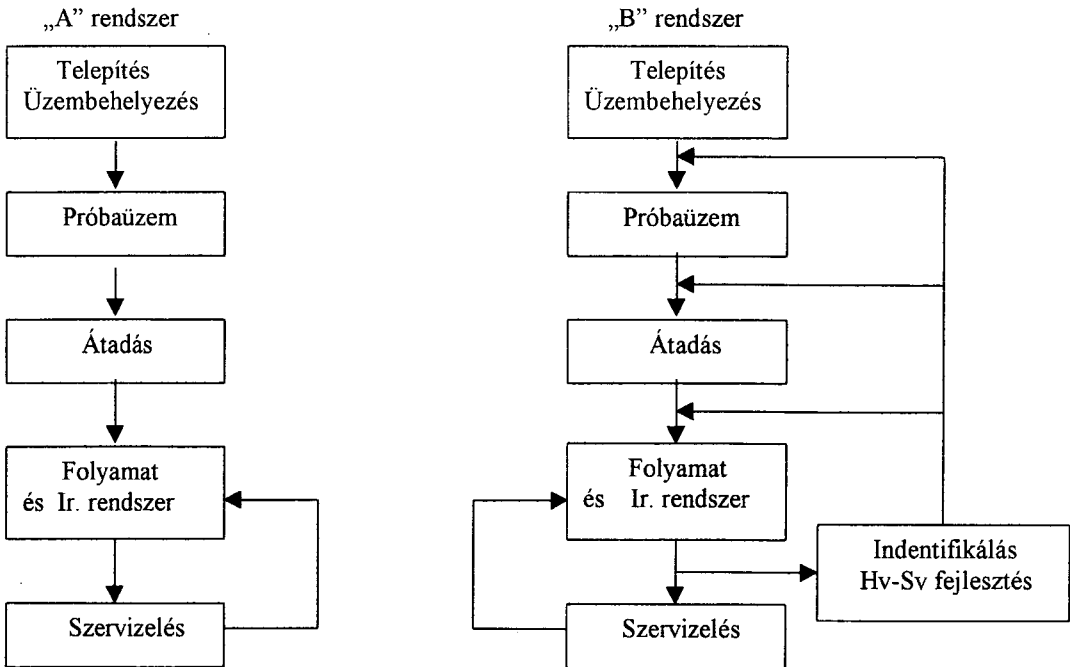 „A” rendszer
Telepítés
Üzembehelyezés
Próbaüzem
Átadás
Folyamat
és Ir. rendszer
Szervizelés
„B” rendszer
Telepítés
Üzembehelyezés
Próbaüzem
Átadás
Folyamat
és Ir. rendszer
Szervizelés
Indentifikálás
Hv-Sv fejlesztés